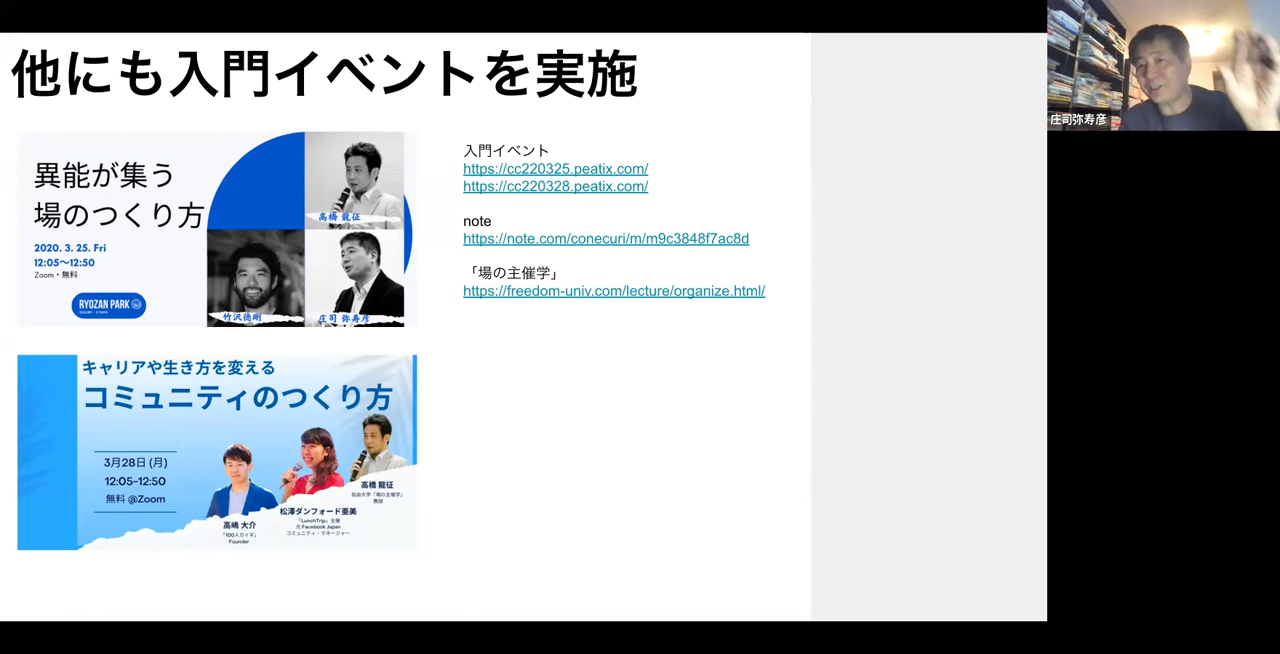 他にも入門イベントを実施
異能が集う
場のつくり方
2020. 3. 25. Fri
12:05〜12:50
Zoom・無料
RYOZAN PARK
高橋 龍征
竹沢徳剛
庄司 弥寿彦
入門イベント
https://cc220325.peatix.com/
https://cc220328.peatix.com/
note
https://note.com/conecuri/m/m9c3848f7ac8d
「場の主催学」
https://freedom-univ.com/lecture/organize.html/
キャリアや生き方を変える
コミュニティのつくり方
3月28日 (月)
12:05-12:50
無料 @Zoom
高嶋 大介
「100人カイギ」
Founder
松澤ダンフォード亜美
「LunchTrip」主催
元 Facebook Japan
コミュニティ・マネージャー
高橋 龍征
自由大学「場の主催学」
教授
庄司弥寿彦